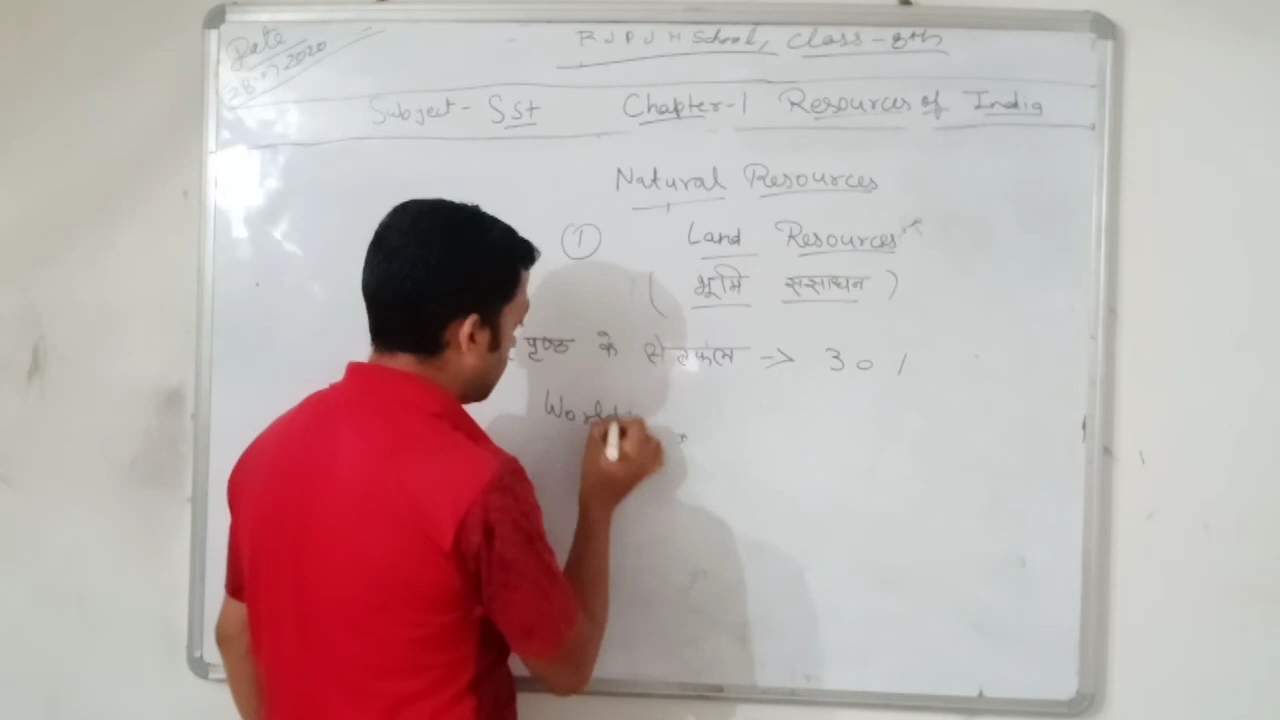 Date
28.07.2020
R J P J H. School, Class-8th
Subject- Sst Chapter-1 Resources of India
Natural Resources
① Land Resources
( भूमि संसाधन )
पृष्ठ के क्षेत्रफल -> 30 /
World